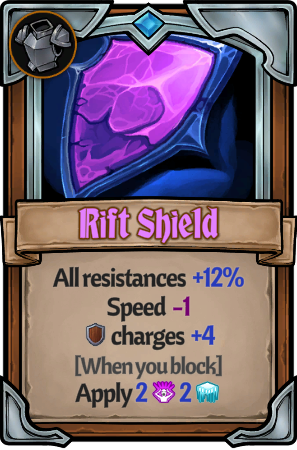 Rift Shield
All resistances +12%
Speed -1
charges +4
[When you block]
Apply 2 2